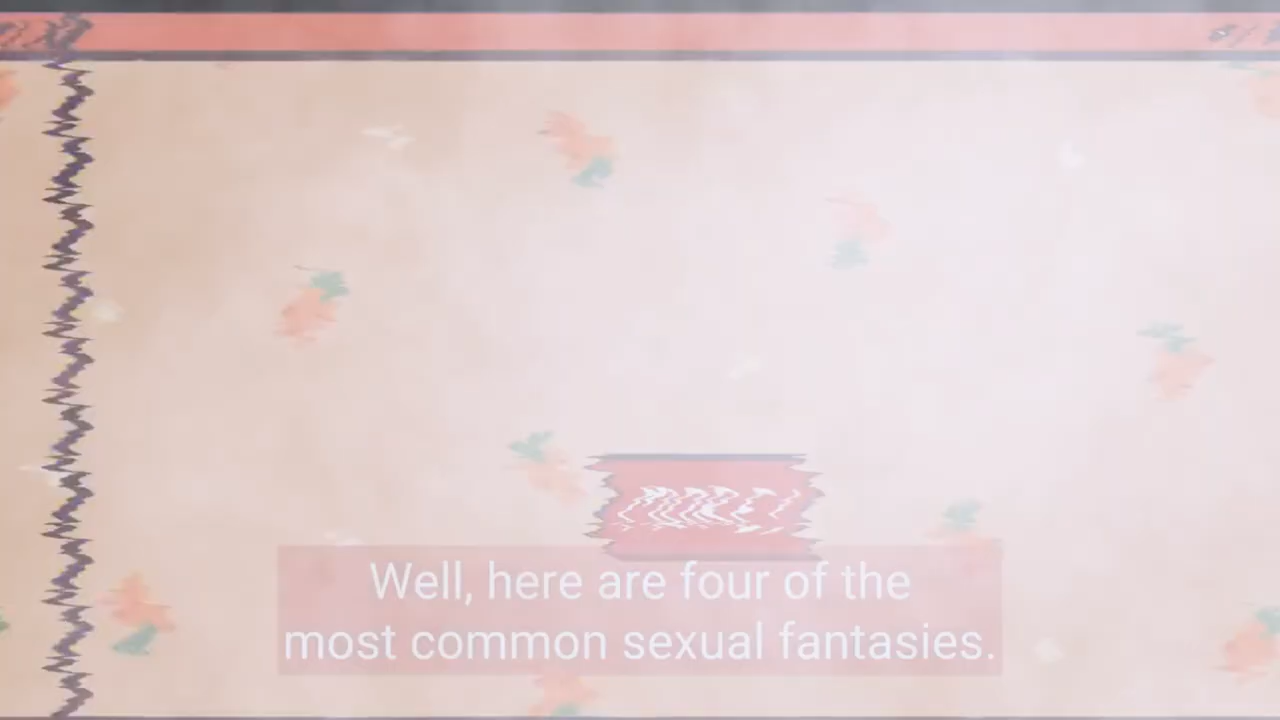 Well, here are four of the
most common sexual fantasies.